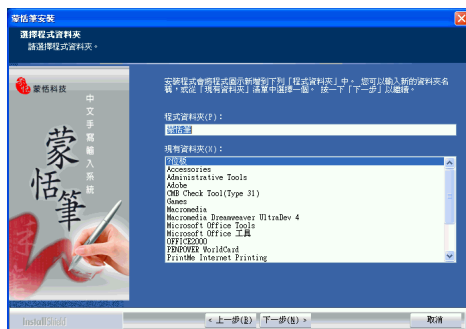 蒙恬筆安裝
選擇程式資料夾
請選擇程式資料夾。
蒙恬科技
中文手寫輸入系統
蒙恬筆
安裝程式會將程式圖示新增到下列「程式資料夾」中。 您可以輸入新的資料夾名
稱，或從「現有資料夾」清單中選擇一個。 按一下「下一步」以繼續。
程式資料夾(P)：
蒙恬筆
現有資料夾(X)：
?位板
Accessories
Administrative Tools
Adobe
CMB Check Tool(Type 31)
Games
Macromedia
Macromedia Dreamweaver UltraDev 4
Microsoft Office Tools
Microsoft Office 工具
OFFICE2000
PENPOWER WorldCard
PrintMe Internet Printing
InstallShield
< 上一步(B)
下一步(N) >
取消